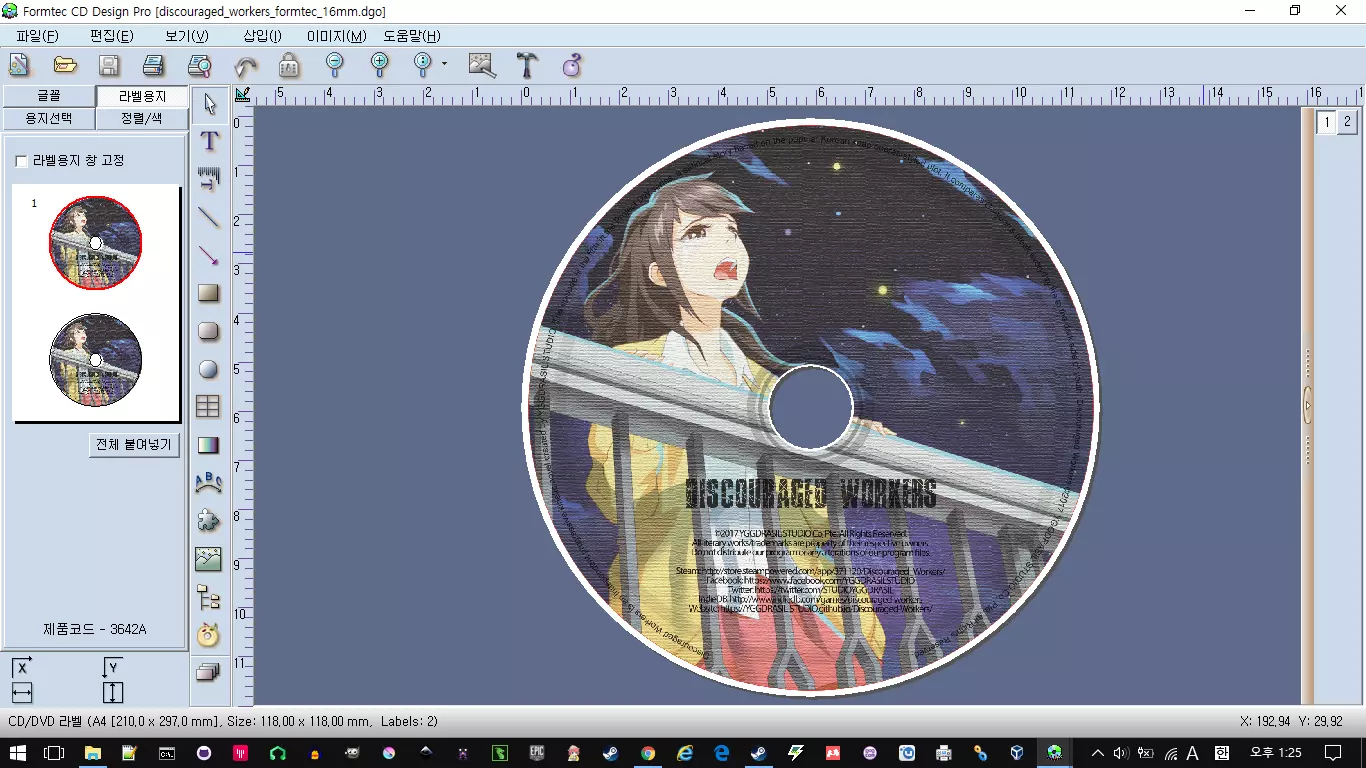 Formtec CD Design Pro [discouraged_workers_formtec_16mm.dgo]
파일(F) 편집(E) 보기(V) 삽입(I) 이미지(M) 도움말(H)
글꼴 라벨용지
용지선택 정렬/색
라벨용지 창 고정
1
전체 붙여넣기
제품코드 - 3642A
X Y
5 4 3 2 1 0 1 2 3 4 5 6 7 8 9 10 11 12 13 14 15 16
0
1
2
3
4
5
6
7
8
9
10
11
1 2
DISCOURAGED WORKERS
©2017 YGGDRASIL STUDIO Co. Pte. All Rights Reserved.
All literary works/trademarks are property of their respective owners.
Do not distribute our program or any alterations of our program files.
Steam: http://store.steampowered.com/app/371120/Discouraged_Workers/
Facebook: https://www.facebook.com/YGGDRASILSTUDIO
Twitter: https://twitter.com/STUDIOYGGDRASIL
IndieDB: http://www.indiedb.com/games/discouraged-workers
Website: https://YGGDRASILSTUDIO.github.io/Discouraged-Workers/
CD/DVD 라벨 (A4 [210,0 x 297,0 mm], Size: 118,00 x 118,00 mm, Labels: 2)
X: 192,94 Y: 29,92
A 한 오후 1:25